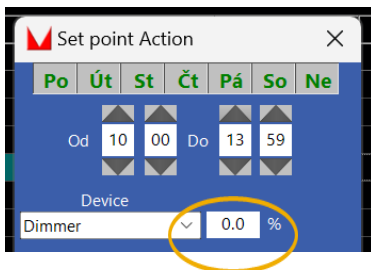 Set point Action
Po Út St Čt Pá So Ne
Od 10 00 Do 13 59
Device
Dimmer 0.0 %